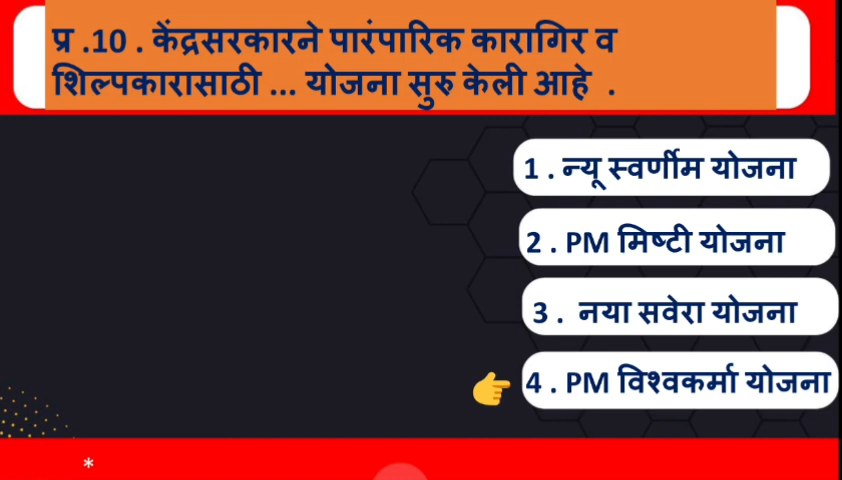 प्र .10 . केंद्रसरकारने पारंपारिक कारागिर व
शिल्पकारासाठी ... योजना सुरु केली आहे .
1 . न्यू स्वर्णीम योजना
2 . PM मिष्टी योजना
3 . नया सवेरा योजना
4 . PM विश्वकर्मा योजना
*